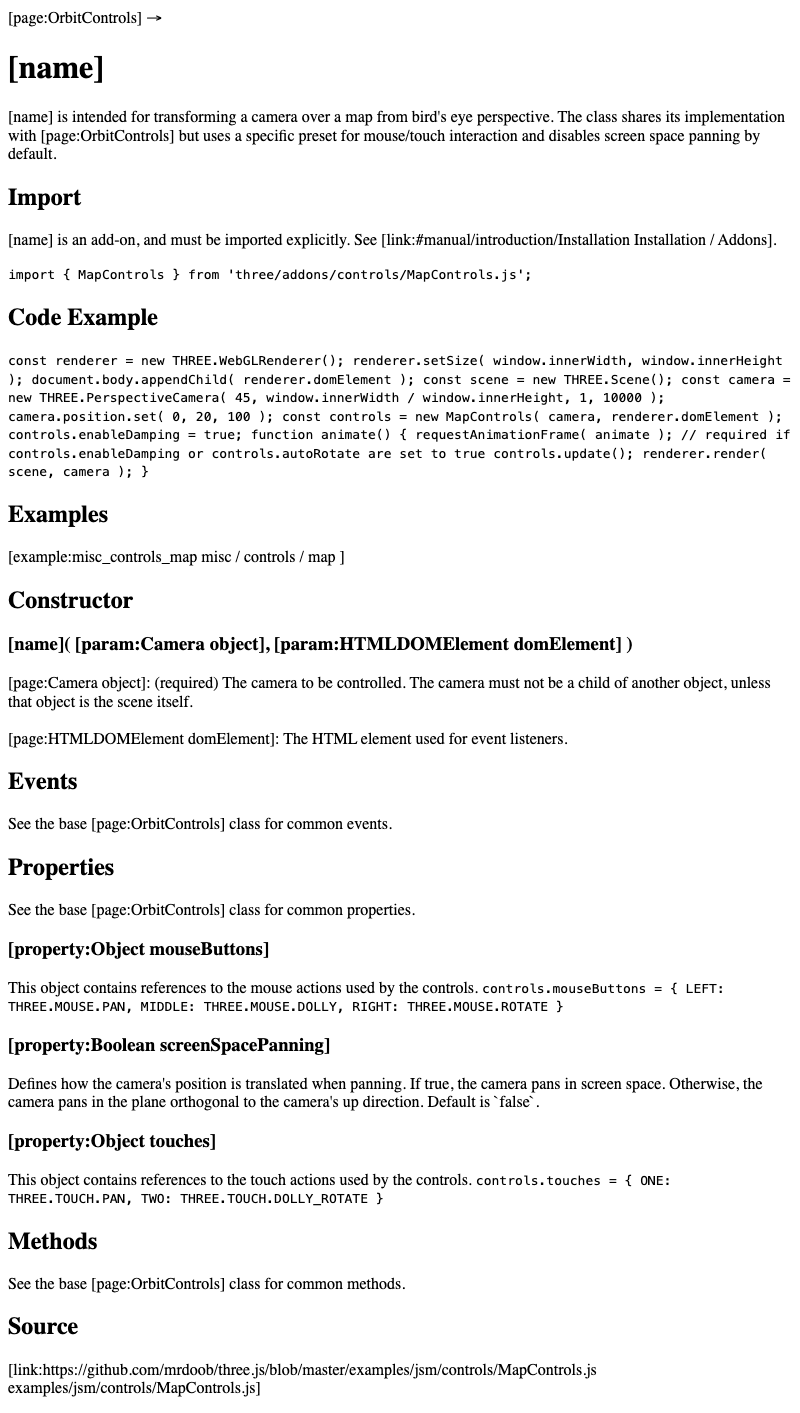 [page:OrbitControls] →
[name]
[name] is intended for transforming a camera over a map from bird's eye perspective. The class shares its implementation
with [page:OrbitControls] but uses a specific preset for mouse/touch interaction and disables screen space panning by
default.
Import
[name] is an add-on, and must be imported explicitly. See [link:#manual/introduction/Installation Installation / Addons].
import { MapControls } from 'three/addons/controls/MapControls.js';
Code Example
const renderer = new THREE.WebGLRenderer(); renderer.setSize( window.innerWidth, window.innerHeight
); document.body.appendChild( renderer.domElement ); const scene = new THREE.Scene(); const camera =
new THREE.PerspectiveCamera( 45, window.innerWidth / window.innerHeight, 1, 10000 );
camera.position.set( 0, 20, 100 ); const controls = new MapControls( camera, renderer.domElement );
controls.enableDamping = true; function animate() { requestAnimationFrame( animate ); // required if
controls.enableDamping or controls.autoRotate are set to true controls.update(); renderer.render(
scene, camera ); }
Examples
[example:misc_controls_map misc / controls / map ]
Constructor
[name]( [param:Camera object], [param:HTMLDOMElement domElement] )
[page:Camera object]: (required) The camera to be controlled. The camera must not be a child of another object, unless
that object is the scene itself.
[page:HTMLDOMElement domElement]: The HTML element used for event listeners.
Events
See the base [page:OrbitControls] class for common events.
Properties
See the base [page:OrbitControls] class for common properties.
[property:Object mouseButtons]
This object contains references to the mouse actions used by the controls. controls.mouseButtons = { LEFT:
THREE.MOUSE.PAN, MIDDLE: THREE.MOUSE.DOLLY, RIGHT: THREE.MOUSE.ROTATE }
[property:Boolean screenSpacePanning]
Defines how the camera's position is translated when panning. If true, the camera pans in screen space. Otherwise, the
camera pans in the plane orthogonal to the camera's up direction. Default is `false`.
[property:Object touches]
This object contains references to the touch actions used by the controls. controls.touches = { ONE:
THREE.TOUCH.PAN, TWO: THREE.TOUCH.DOLLY_ROTATE }
Methods
See the base [page:OrbitControls] class for common methods.
Source
[link:https://github.com/mrdoob/three.js/blob/master/examples/jsm/controls/MapControls.js
examples/jsm/controls/MapControls.js]